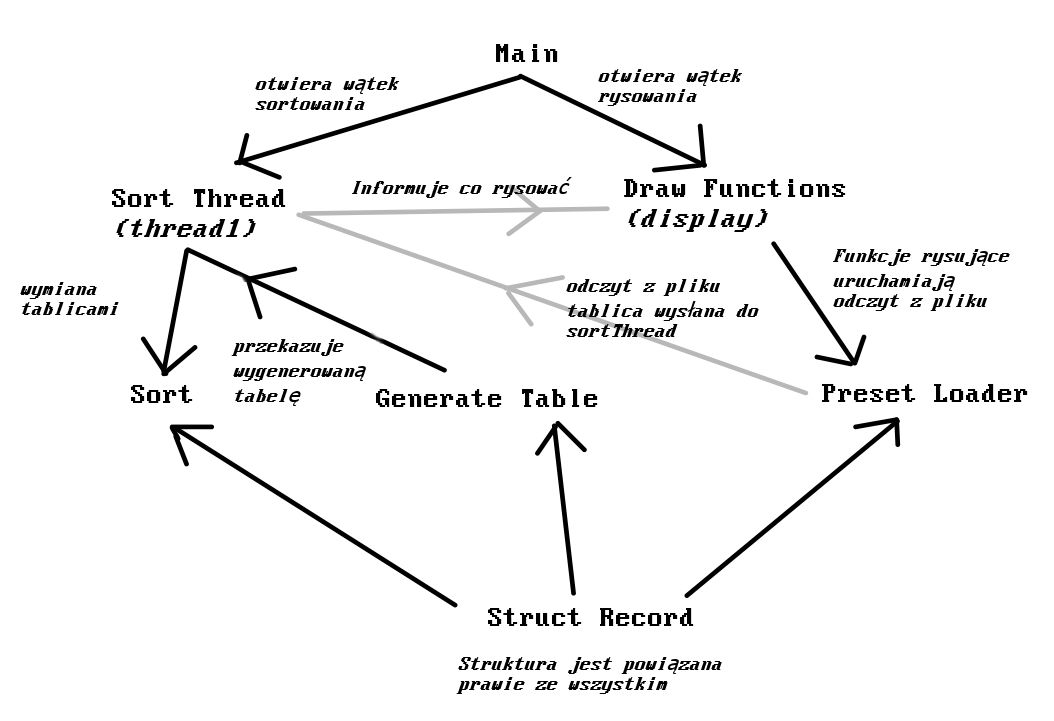 Main
otwiera wątek
sortowania
otwiera wątek
rysowania
Sort Thread
(thread1)
Informuje co rysować
Draw Functions
(display)
wymiana
tablicami
przekazuje
wygenerowaną
tabelę
odczyt z pliku
tablica wysłana do
sortThread
Funkcje rysujące
uruchamiają
odczyt z pliku
Sort
Generate Table
Preset Loader
Struct Record
Struktura jest powiązana
prawie ze wszystkim